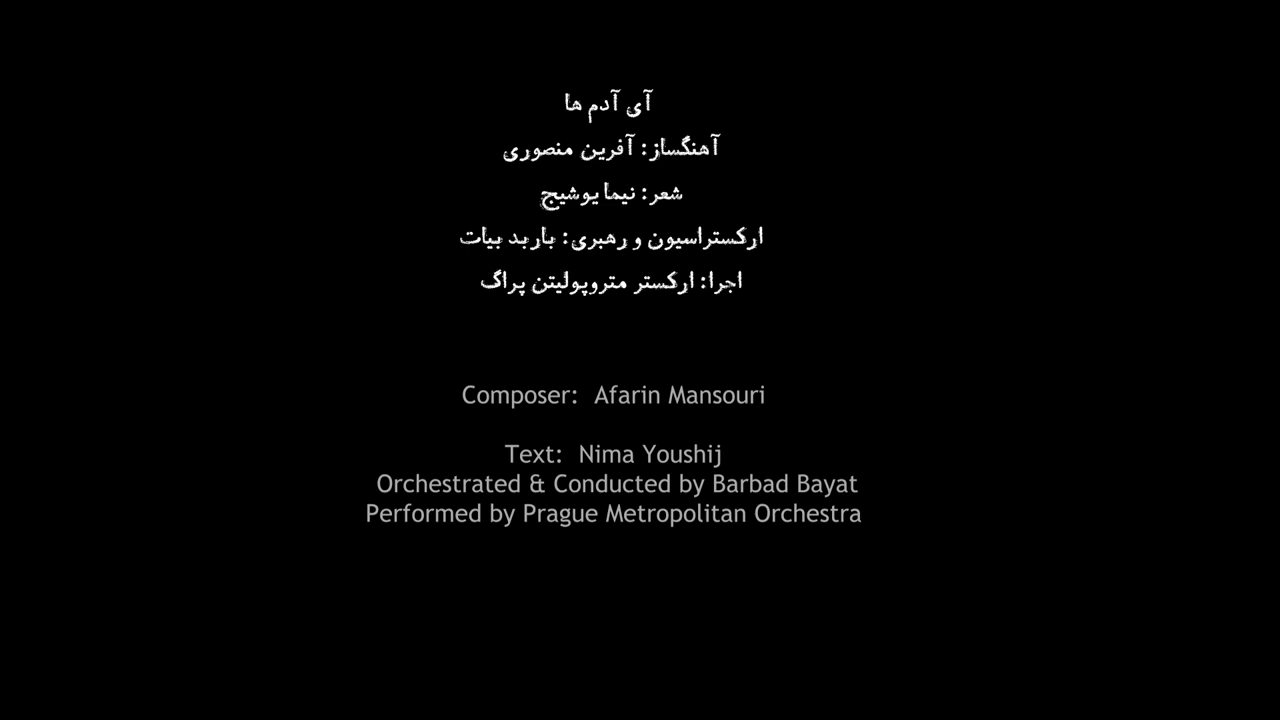 آی آدم ها
آهنگساز: آفرین منصوری
شعر: نیما یوشیج
ارکستراسیون و رهبری: باربد بیات
اجرا: ارکستر متروپولیتن پراگ
Composer: Afarin Mansouri
Text: Nima Youshij
Orchestrated & Conducted by Barbad Bayat
Performed by Prague Metropolitan Orchestra